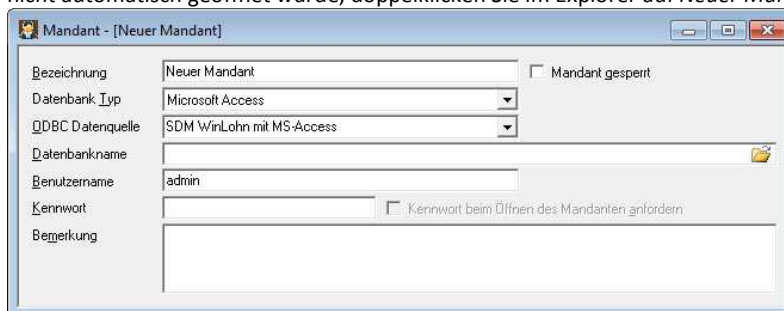 Mandant - [Neuer Mandant]
Bezeichnung Neuer Mandant Mandant gesperrt
Datenbank Typ Microsoft Access
ODBC Datenquelle SDM WinLohn mit MS-Access
Datenbankname
Benutzername admin
Kennwort Kennwort beim Öffnen des Mandanten anfordern
Bemerkung